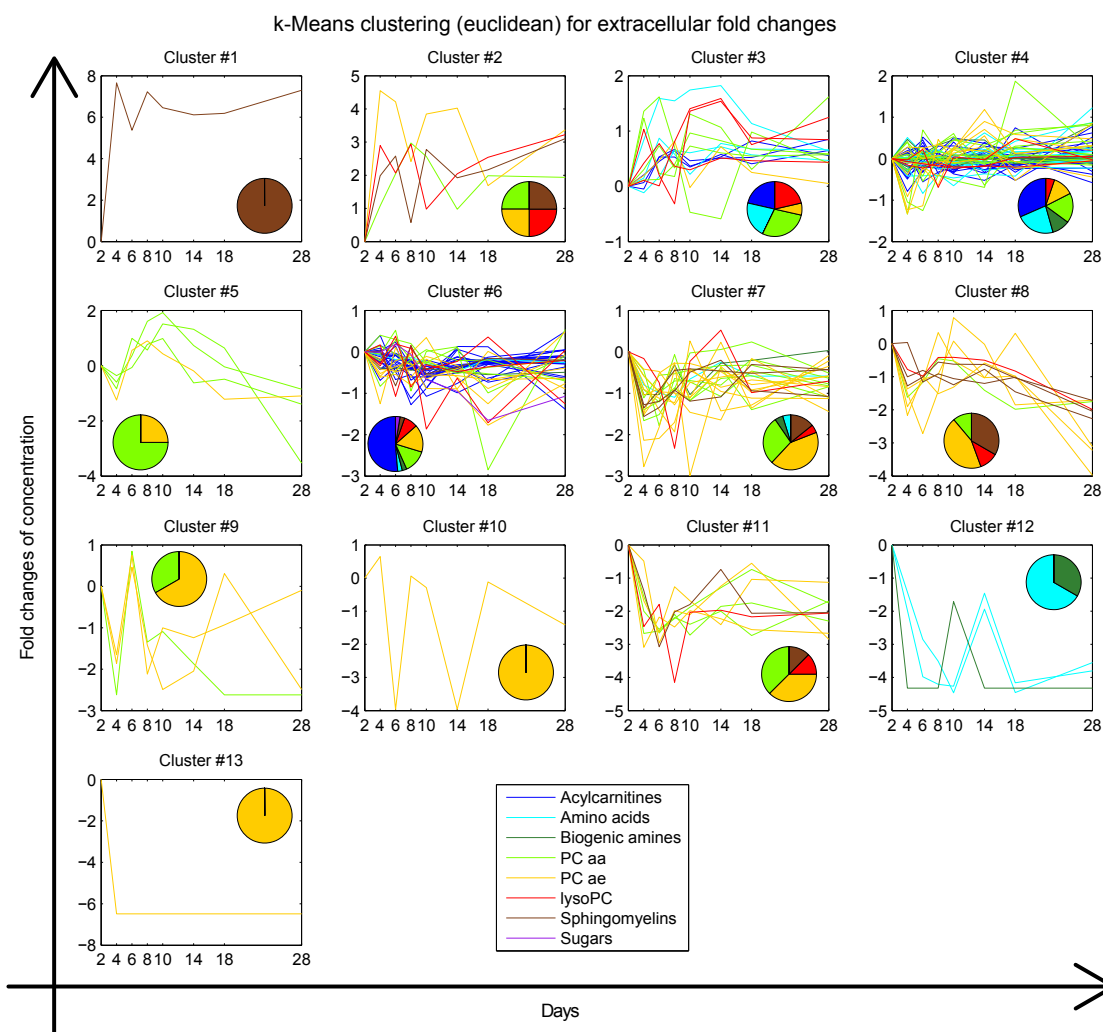 k-Means clustering (euclidean) for extracellular fold changes
Cluster #1
8
6
4
2
0
2 4 6 8 10 14 18 28
Cluster #2
5
4
3
2
1
0
2 4 6 8 10 14 18 28
Cluster #3
2
1
0
−1
2 4 6 8 10 14 18 28
Cluster #4
2
1
0
−1
−2
2 4 6 8 10 14 18 28
Cluster #5
2
0
−2
−4
2 4 6 8 10 14 18 28
Cluster #6
1
0
−1
−2
−3
2 4 6 8 10 14 18 28
Cluster #7
1
0
−1
−2
−3
2 4 6 8 10 14 18 28
Cluster #8
1
0
−1
−2
−3
−4
2 4 6 8 10 14 18 28
Cluster #9
1
0
−1
−2
−3
2 4 6 8 10 14 18 28
Cluster #10
1
0
−1
−2
−3
−4
2 4 6 8 10 14 18 28
Cluster #11
0
−1
−2
−3
−4
−5
2 4 6 8 10 14 18 28
Cluster #12
0
−1
−2
−3
−4
−5
2 4 6 8 10 14 18 28
Cluster #13
0
−2
−4
−6
−8
2 4 6 8 10 14 18 28
Acylcarnitines
Amino acids
Biogenic amines
PC aa
PC ae
lysoPC
Sphingomyelins
Sugars
Fold changes of concentration
Days